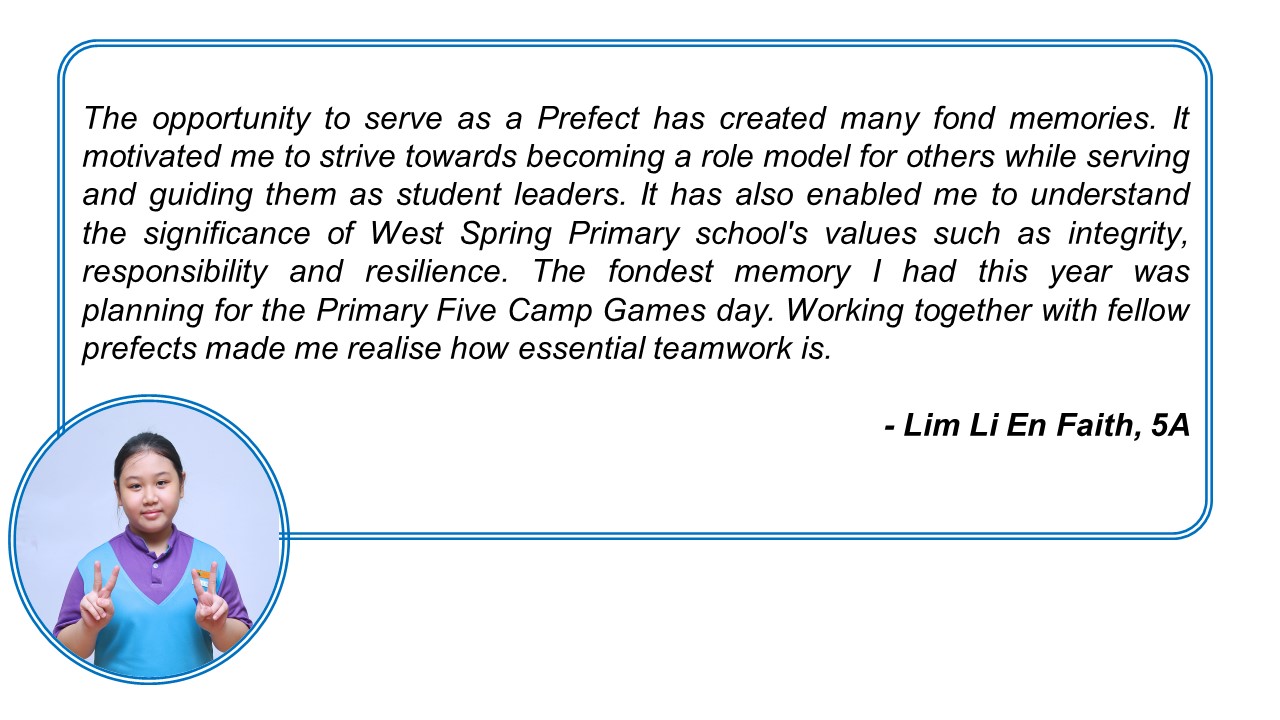 The opportunity to serve as a Prefect has created many fond memories. It
motivated me to strive towards becoming a role model for others while serving
and guiding them as student leaders. It has also enabled me to understand
the significance of West Spring Primary school's values such as integrity,
responsibility and resilience. The fondest memory I had this year was
planning for the Primary Five Camp Games day. Working together with fellow
prefects made me realise how essential teamwork is.
- Lim Li En Faith, 5A